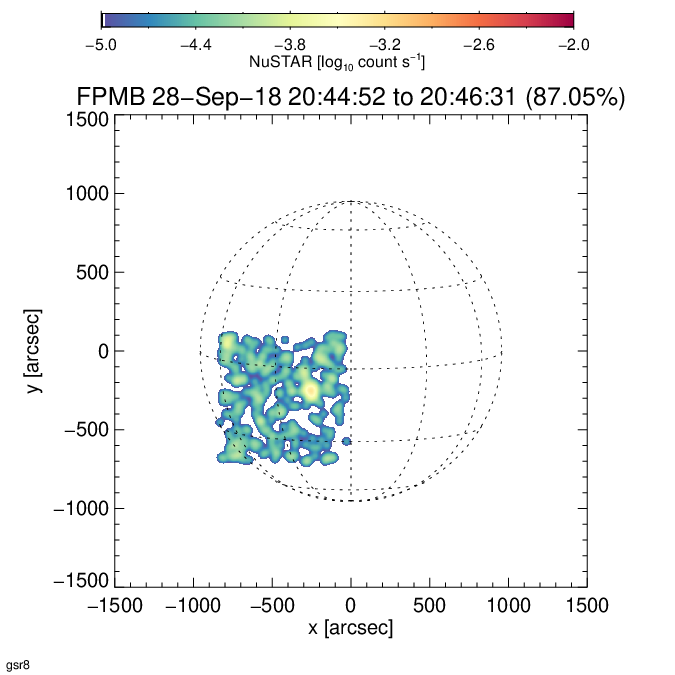 −5.0 −4.4 −3.8 −3.2 −2.6 −2.0
NuSTAR [log10 count s−1]
FPMB 28−Sep−18 20:44:52 to 20:46:31 (87.05%)
1500
1000
500
0
−500
−1000
−1500
y [arcsec]
−1500 −1000 −500 0 500 1000 1500
x [arcsec]
gsr8